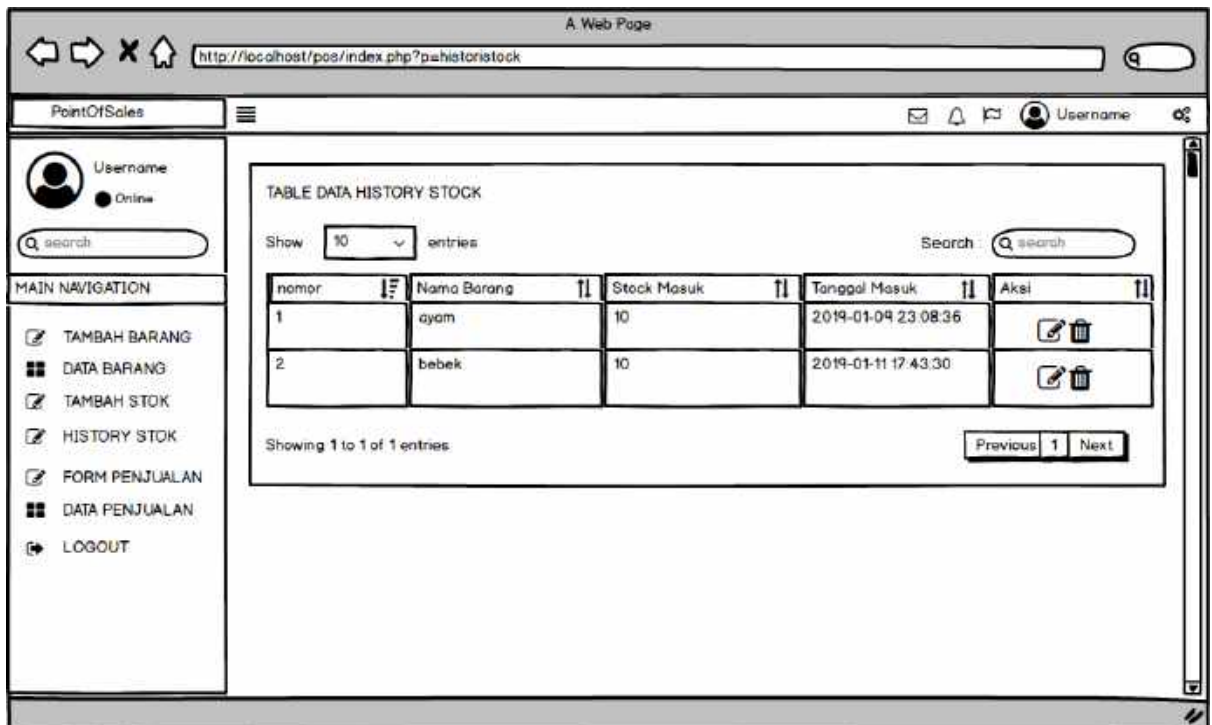 A Web Page
http://localhost/pos/index.php?p=historistock
PointOfSales
Username
Username
Online
search
MAIN NAVIGATION
TAMBAH BARANG
DATA BARANG
TAMBAH STOK
HISTORY STOK
FORM PENJUALAN
DATA PENJUALAN
LOGOUT
TABLE DATA HISTORY STOCK
Show 10 entries
Search : search
nomor Nama Barang Stock Masuk Tanggal Masuk Aksi
1 ayam 10 2019-01-09 23:08:36
2 bebek 10 2019-01-11 17:43:30
Showing 1 to 1 of 1 entries
Previous 1 Next